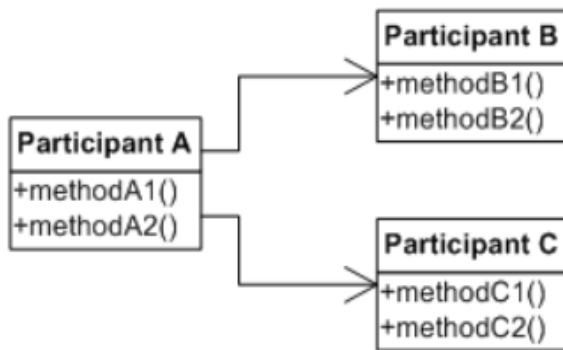 Participant B
+methodB1()
+methodB2()
Participant A
+methodA1()
+methodA2()
Participant C
+methodC1()
+methodC2()